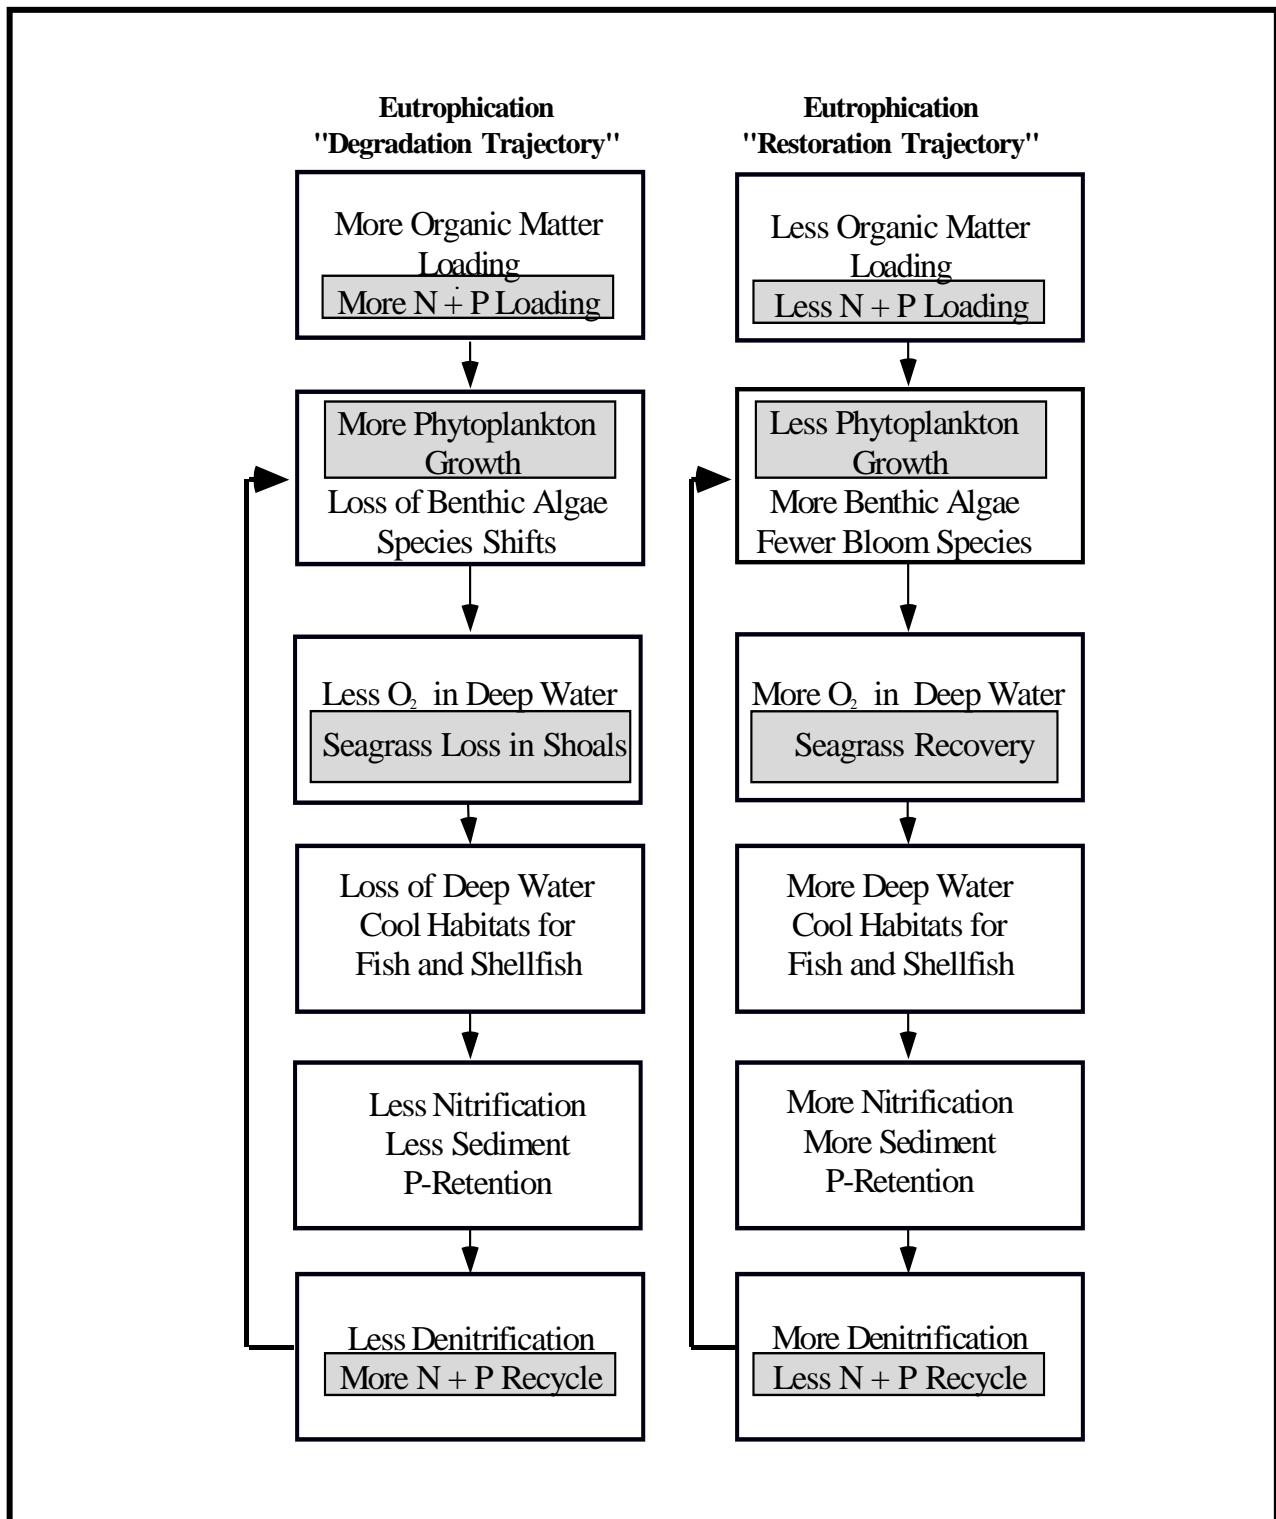 Eutrophication
"Degradation Trajectory"
More Organic Matter
Loading
More N + P Loading
More Phytoplankton
Growth
Loss of Benthic Algae
Species Shifts
Less O₂ in Deep Water
Seagrass Loss in Shoals
Loss of Deep Water
Cool Habitats for
Fish and Shellfish
Less Nitrification
Less Sediment
P-Retention
Less Denitrification
More N + P Recycle
Eutrophication
"Restoration Trajectory"
Less Organic Matter
Loading
Less N + P Loading
Less Phytoplankton
Growth
More Benthic Algae
Fewer Bloom Species
More O₂ in Deep Water
Seagrass Recovery
More Deep Water
Cool Habitats for
Fish and Shellfish
More Nitrification
More Sediment
P-Retention
More Denitrification
Less N + P Recycle